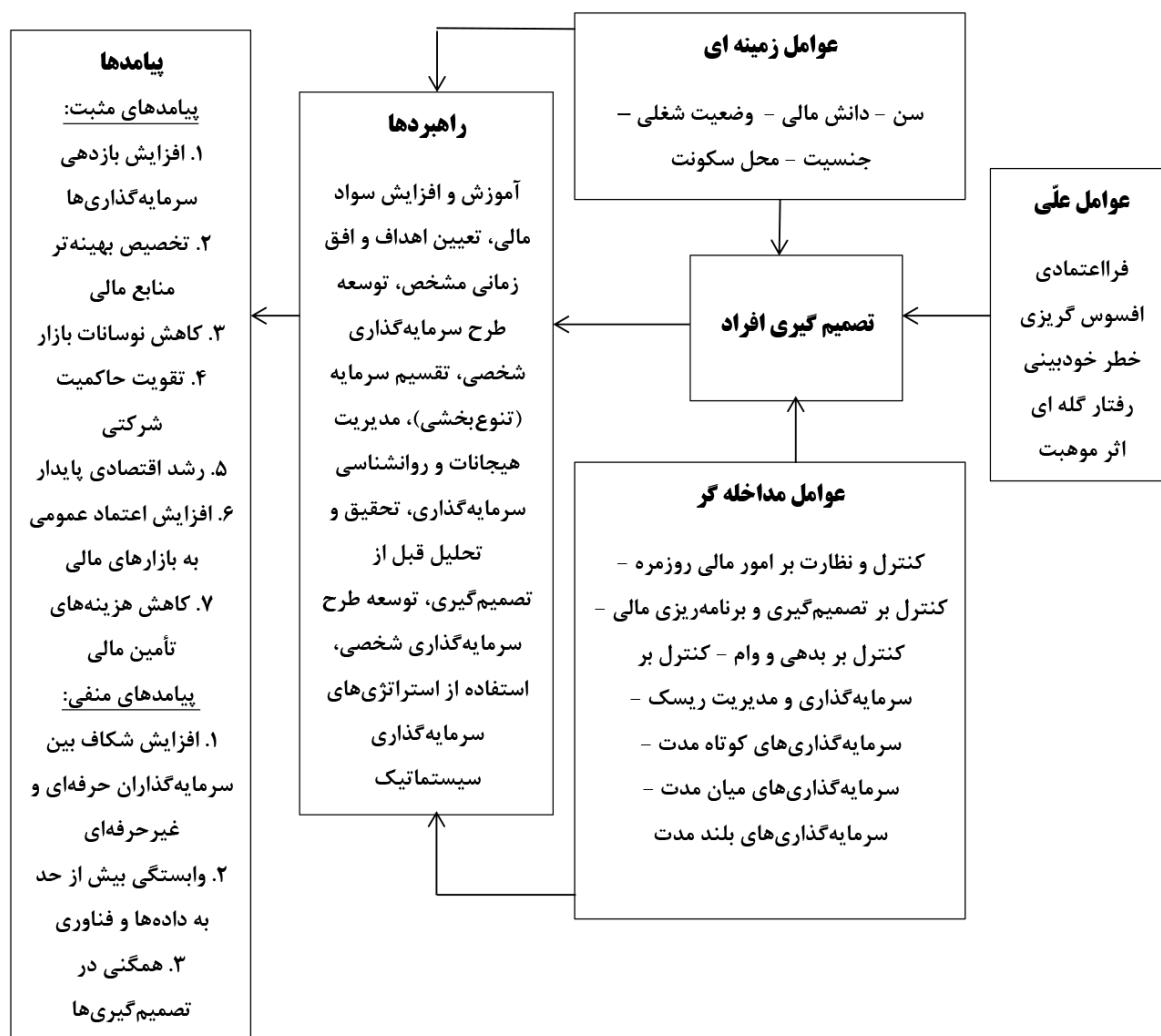 عوامل علّی
فرااعتمادی
افسوس گریزی
خطر خودبینی
رفتار گله ای
اثر موهبت
عوامل زمینه ای
سن – دانش مالی – وضعیت شغلی –
جنسیت – محل سکونت
تصمیم گیری افراد
عوامل مداخله گر
کنترل و نظارت بر امور مالی روزمره –
کنترل بر تصمیم‌گیری و برنامه‌ریزی مالی –
کنترل بر بدهی و وام – کنترل بر
سرمایه‌گذاری و مدیریت ریسک –
سرمایه‌گذاری‌های کوتاه مدت –
سرمایه‌گذاری‌های میان مدت –
سرمایه‌گذاری‌های بلند مدت
راهبردها
آموزش و افزایش سواد
مالی، تعیین اهداف و افق
زمانی مشخص، توسعه
طرح سرمایه‌گذاری
شخصی، تقسیم سرمایه
(تنوع‌بخشی)، مدیریت
هیجانات و روانشناسی
سرمایه‌گذاری، تحقیق و
تحلیل قبل از
تصمیم‌گیری، توسعه طرح
سرمایه‌گذاری شخصی،
استفاده از استراتژی‌های
سرمایه‌گذاری
سیستماتیک
پیامدها
پیامدهای مثبت:
۱. افزایش بازدهی
سرمایه‌گذاری‌ها
۲. تخصیص بهینه‌تر
منابع مالی
۳. کاهش نوسانات بازار
۴. تقویت حاکمیت
شرکتی
۵. رشد اقتصادی پایدار
۶. افزایش اعتماد عمومی
به بازارهای مالی
۷. کاهش هزینه‌های
تأمین مالی
پیامدهای منفی:
۱. افزایش شکاف بین
سرمایه‌گذاران حرفه‌ای و
غیرحرفه‌ای
۲. وابستگی بیش از حد
به داده‌ها و فناوری
۳. همگنی در
تصمیم‌گیری‌ها